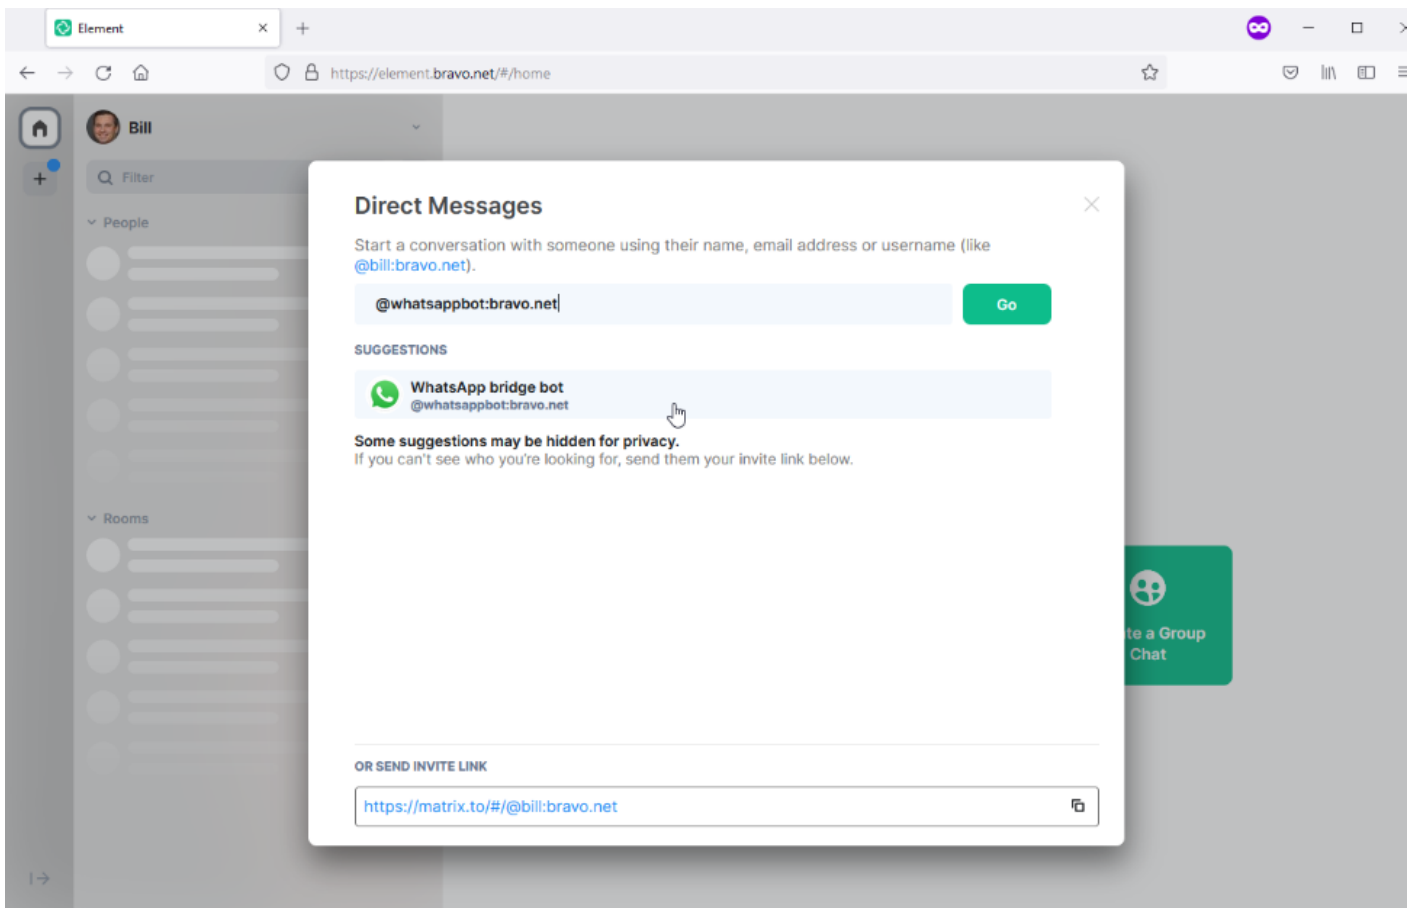 Element
https://element.bravo.net/#/home
Bill
Filter
People
Rooms
Direct Messages
Start a conversation with someone using their name, email address or username (like
@bill:bravo.net).
@whatsappbot:bravo.net
Go
SUGGESTIONS
WhatsApp bridge bot
@whatsappbot:bravo.net
Some suggestions may be hidden for privacy.
If you can't see who you're looking for, send them your invite link below.
te a Group
Chat
OR SEND INVITE LINK
https://matrix.to/#/@bill:bravo.net